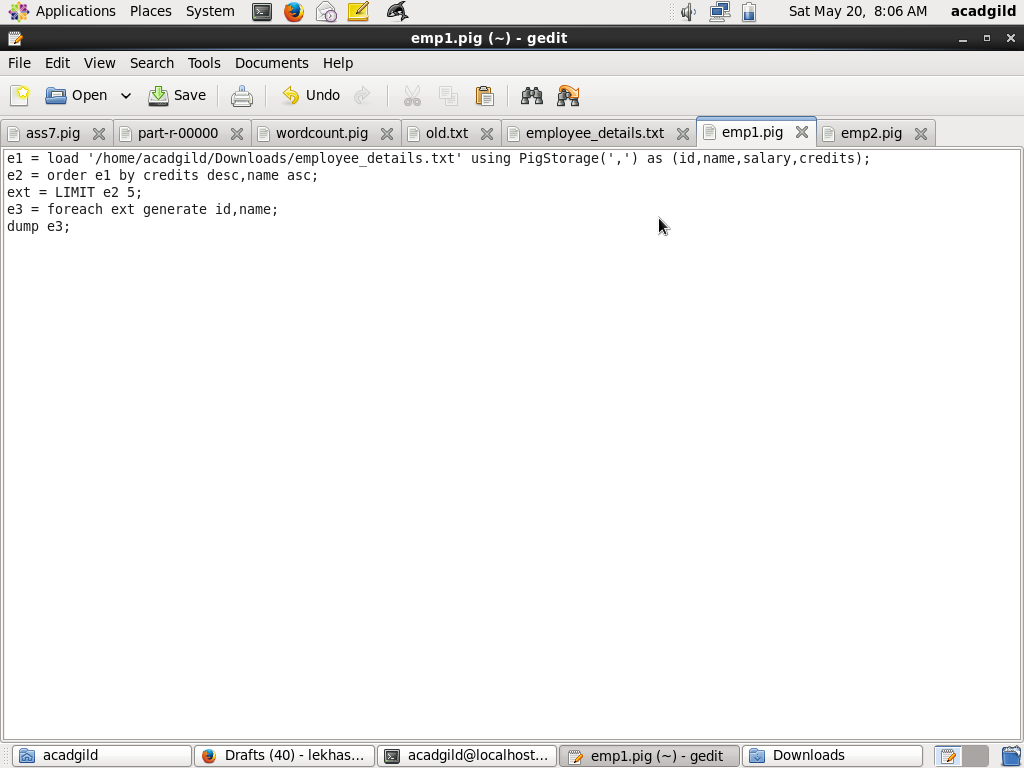 Applications Places System Sat May 20, 8:06 AM acadgild
emp1.pig (~) - gedit
File Edit View Search Tools Documents Help
Open Save Undo
ass7.pig part-r-00000 wordcount.pig old.txt employee_details.txt emp1.pig emp2.pig
e1 = load '/home/acadgild/Downloads/employee_details.txt' using PigStorage(',') as (id,name,salary,credits);
e2 = order e1 by credits desc,name asc;
ext = LIMIT e2 5;
e3 = foreach ext generate id,name;
dump e3;
acadgild Drafts (40) - lekhas... acadgild@localhost... emp1.pig (~) - gedit Downloads